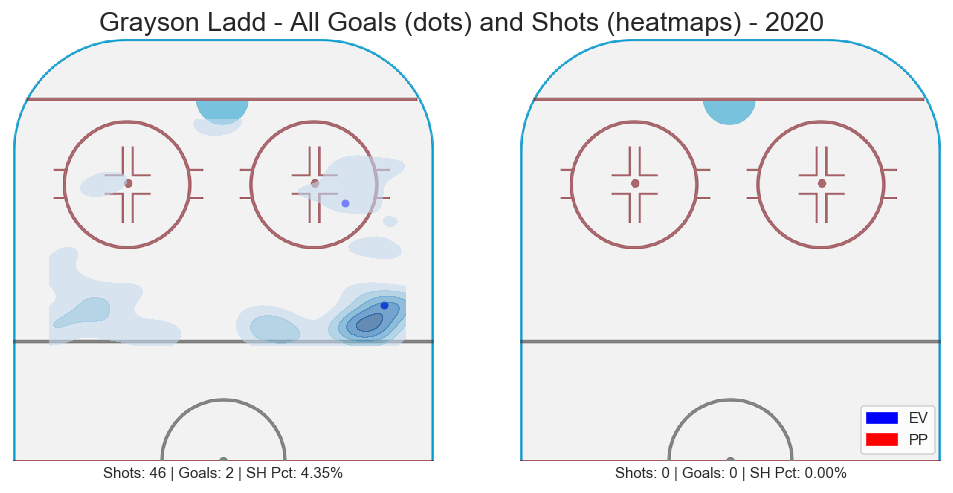 Grayson Ladd - All Goals (dots) and Shots (heatmaps) - 2020
EV
PP
Shots: 46 | Goals: 2 | SH Pct: 4.35%
Shots: 0 | Goals: 0 | SH Pct: 0.00%